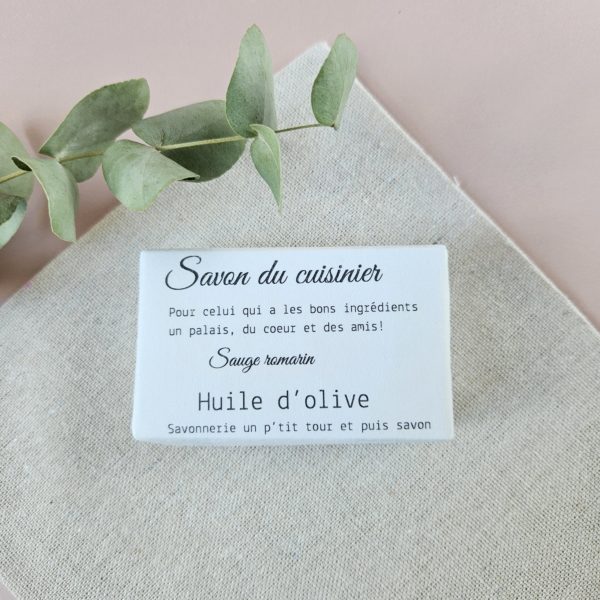 Savon du cuisinier
Pour celui qui a les bons ingrédients
un palais, du coeur et des amis!
Sauge romarin
Huile d'olive
Savonnerie un p'tit tour et puis savon